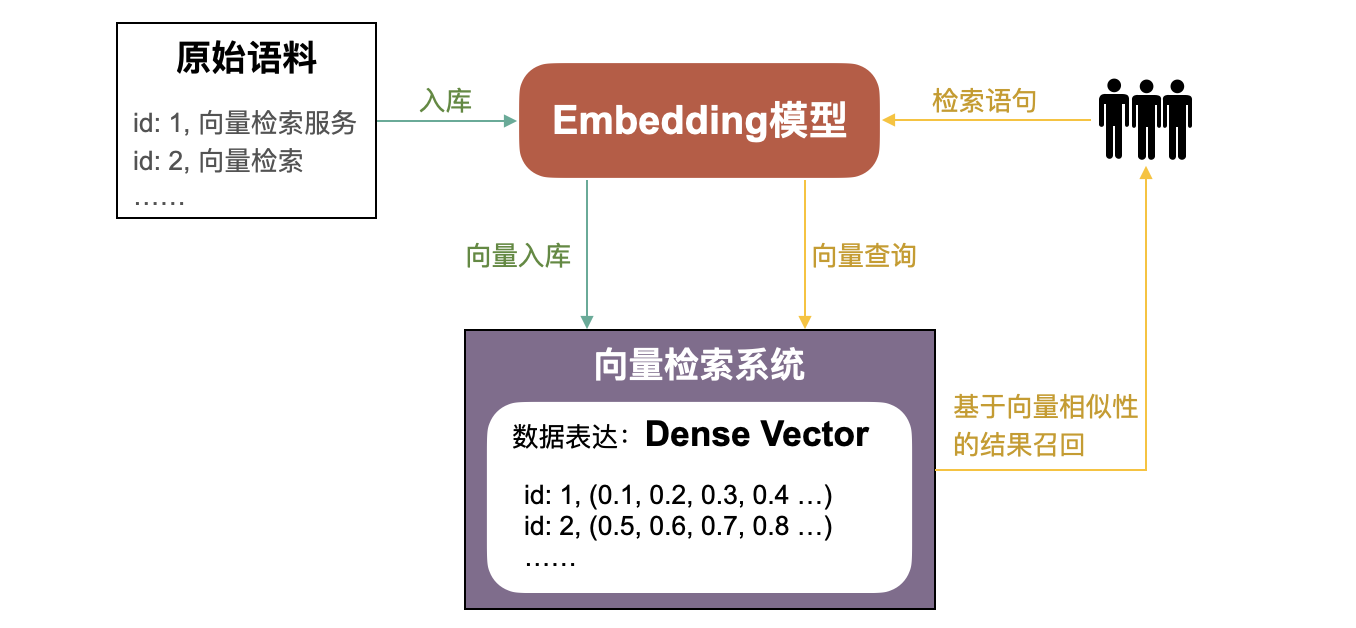 原始语料
id: 1, 向量检索服务
id: 2, 向量检索
……
入库
Embedding模型
检索语句
向量入库
向量查询
向量检索系统
数据表达：Dense Vector
id: 1, (0.1, 0.2, 0.3, 0.4 …)
id: 2, (0.5, 0.6, 0.7, 0.8 …)
……
基于向量相似性
的结果召回